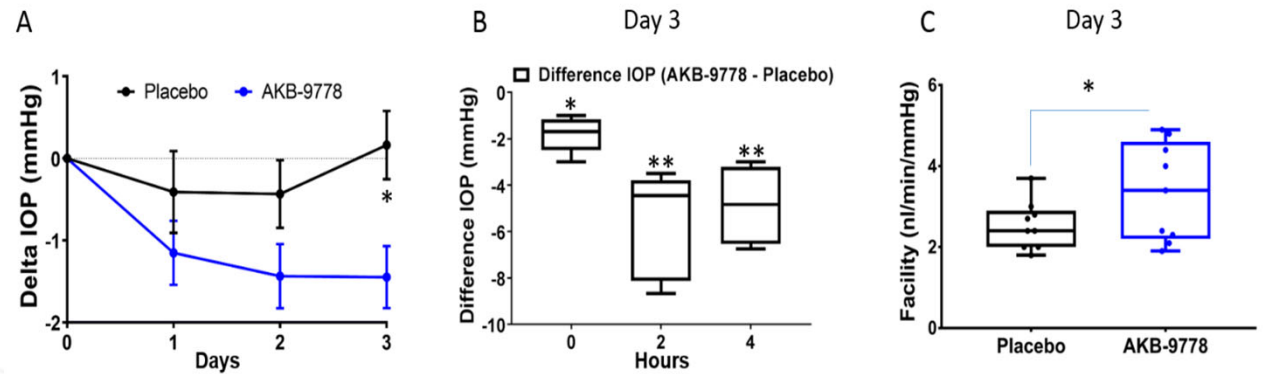 A
Placebo
AKB-9778
Delta IOP (mmHg)
1
0
-1
-2
*
0
1
2
3
Days
B
Day 3
Difference IOP (AKB-9778 - Placebo)
Difference IOP (mmHg)
0
-2
-4
-6
-8
-10
*
**
**
0
2
4
Hours
C
Day 3
*
Facility (nl/min/mmHg)
6
4
2
0
Placebo
AKB-9778